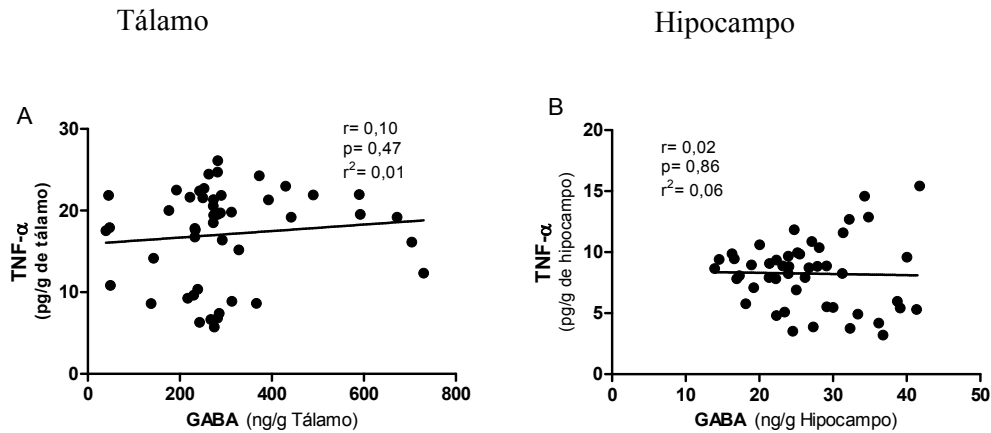 Tálamo
Hipocampo
A
r= 0,10
p= 0,47
r²= 0,01
30
20
10
0
TNF-α
(pg/g de tálamo)
0 200 400 600 800
GABA (ng/g Tálamo)
B
r= 0,02
p= 0,86
r²= 0,06
20
15
10
5
0
TNF-α
(pg/g de hipocampo)
0 10 20 30 40 50
GABA (ng/g Hipocampo)